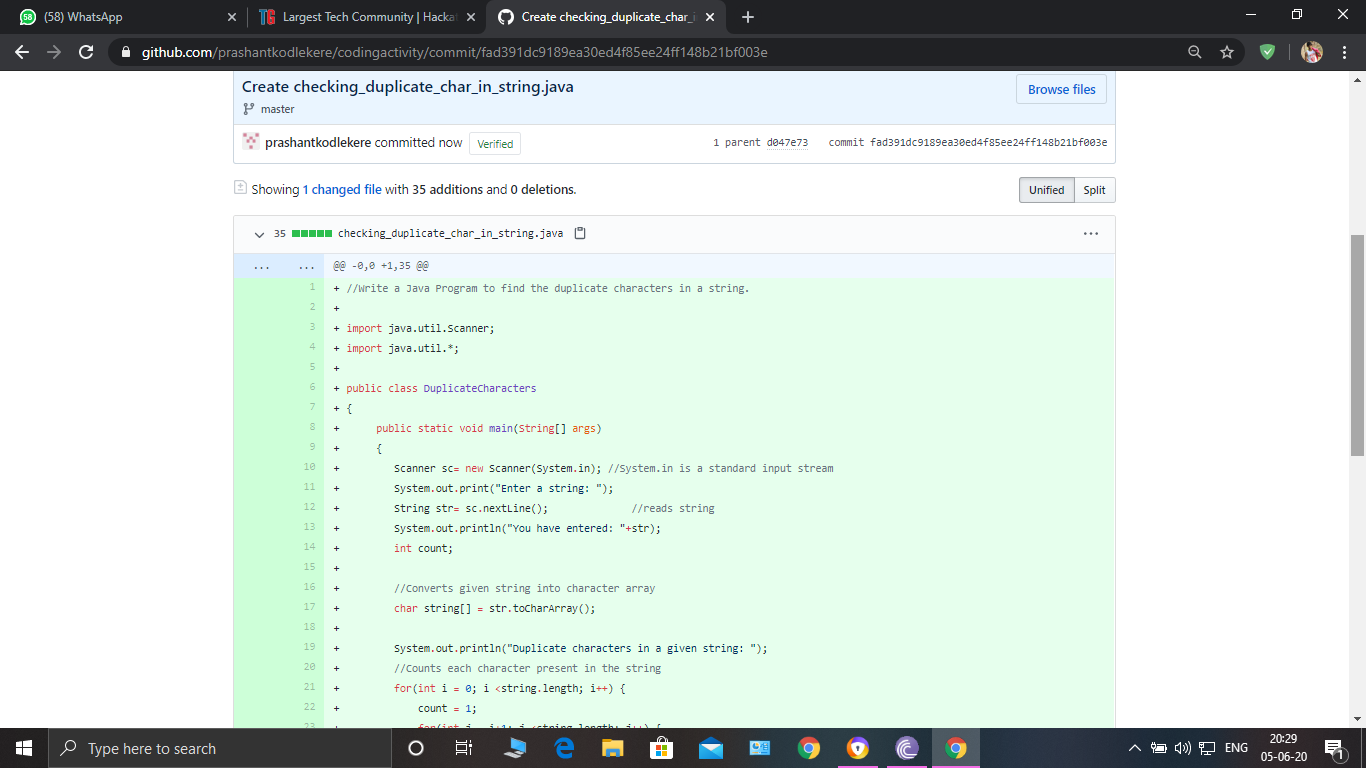 (58) WhatsApp
Largest Tech Community | Hacka
Create checking_duplicate_char_i
github.com/prashantkodlekere/codingactivity/commit/fad391dc9189ea30ed4f85ee24ff148b21bf003e
Create checking_duplicate_char_in_string.java
Browse files
master
prashantkodlekere committed now Verified
1 parent d047e73 commit fad391dc9189ea30ed4f85ee24ff148b21bf003e
Showing 1 changed file with 35 additions and 0 deletions.
Unified Split
35 checking_duplicate_char_in_string.java ...
... ... @@ -0,0 +1,35 @@
1 + //Write a Java Program to find the duplicate characters in a string.
2 +
3 + import java.util.Scanner;
4 + import java.util.*;
5 +
6 + public class DuplicateCharacters
7 + {
8 + public static void main(String[] args)
9 + {
10 + Scanner sc= new Scanner(System.in); //System.in is a standard input stream
11 + System.out.print("Enter a string: ");
12 + String str= sc.nextLine(); //reads string
13 + System.out.println("You have entered: "+str);
14 + int count;
15 +
16 + //Converts given string into character array
17 + char string[] = str.toCharArray();
18 +
19 + System.out.println("Duplicate characters in a given string: ");
20 + //Counts each character present in the string
21 + for(int i = 0; i <string.length; i++) {
22 + count = 1;
23 + for(int j = i+1; j <string.length; j++) {
Type here to search
ENG
20:29
05-06-20
1